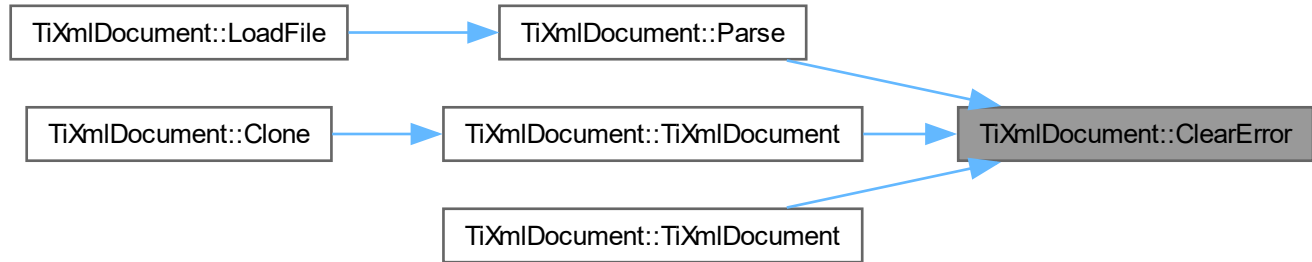 TiXmlDocument::LoadFile
TiXmlDocument::Parse
TiXmlDocument::Clone
TiXmlDocument::TiXmlDocument
TiXmlDocument::ClearError
TiXmlDocument::TiXmlDocument